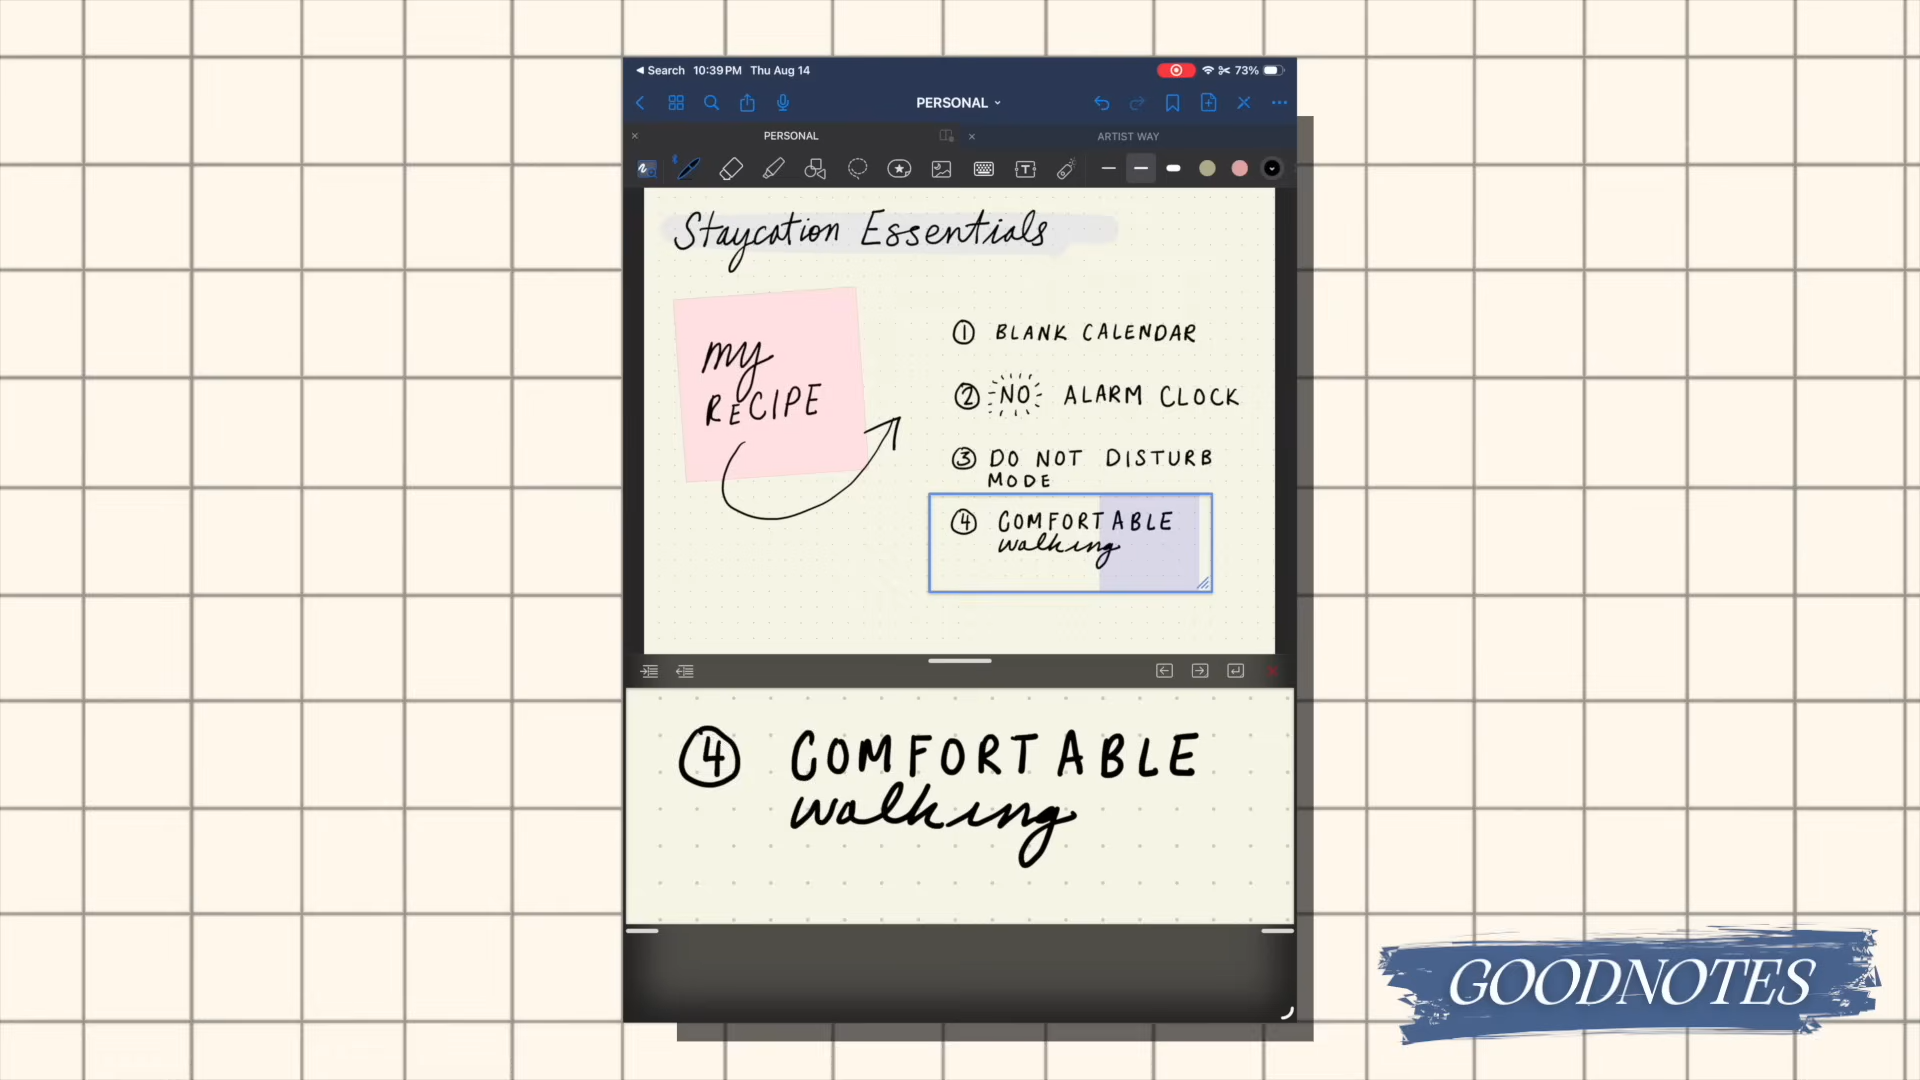 Search 10:39 PM Thu Aug 14
73%
PERSONAL
PERSONAL
ARTIST WAY
Staycation Essentials
my
RECIPE
1 BLANK CALENDAR
2 NO ALARM CLOCK
3 DO NOT DISTURB
MODE
4 COMFORTABLE
walking
4 COMFORTABLE
walking
GOODNOTES